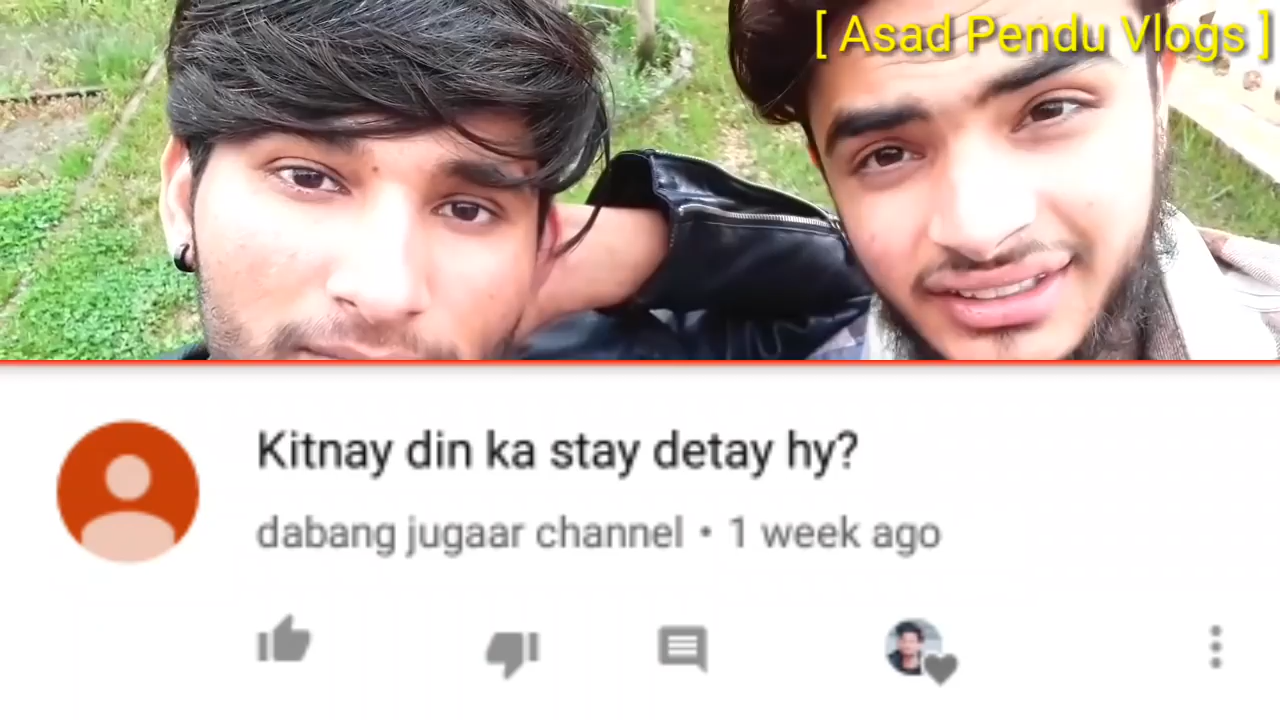 [ Asad Pendu Vlogs ]
Kitnay din ka stay detay hy?
dabang jugaar channel • 1 week ago